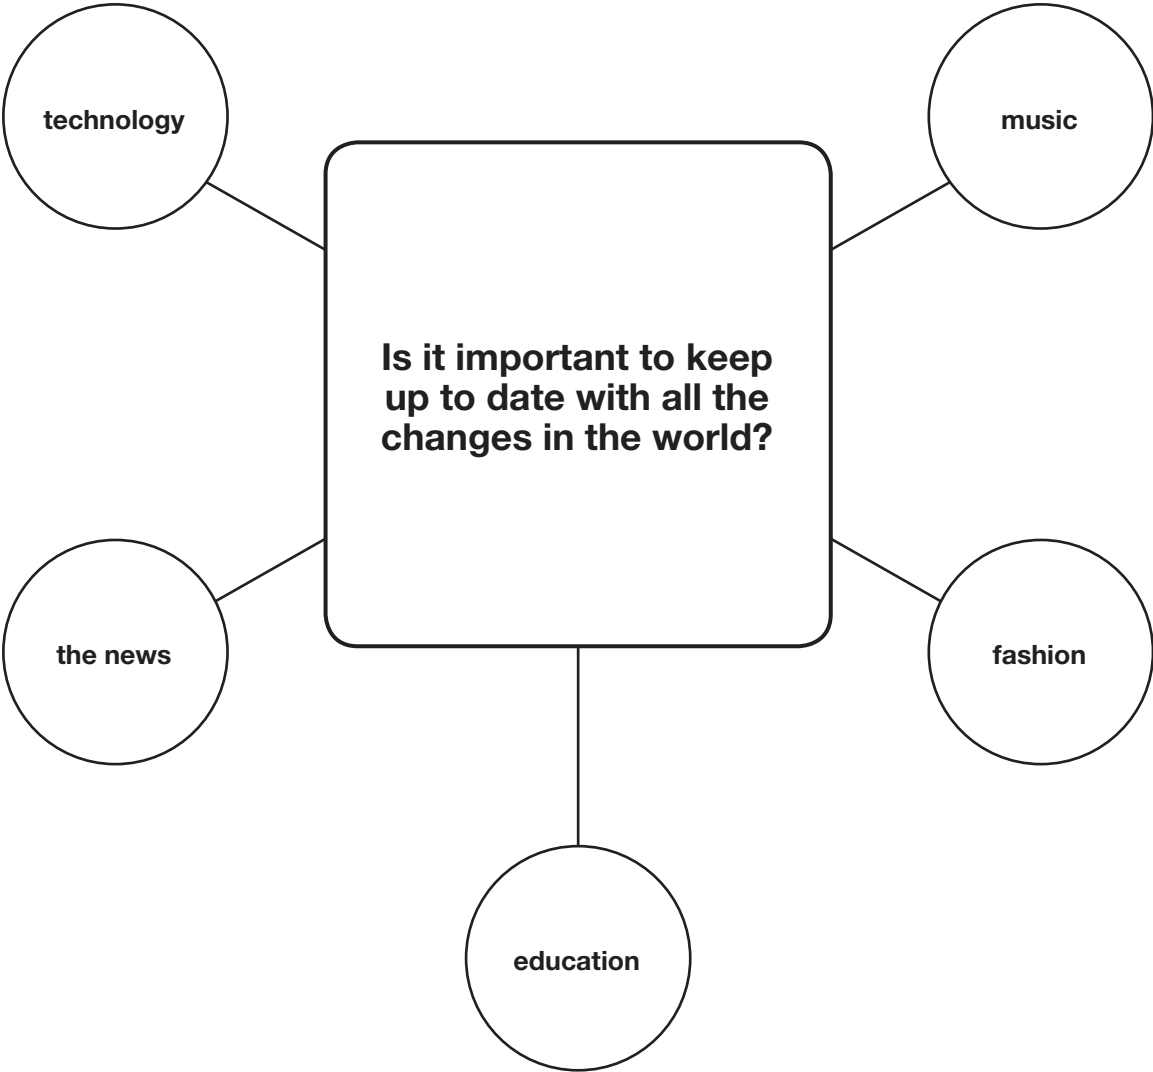 technology
music
Is it important to keep
up to date with all the
changes in the world?
the news
fashion
education